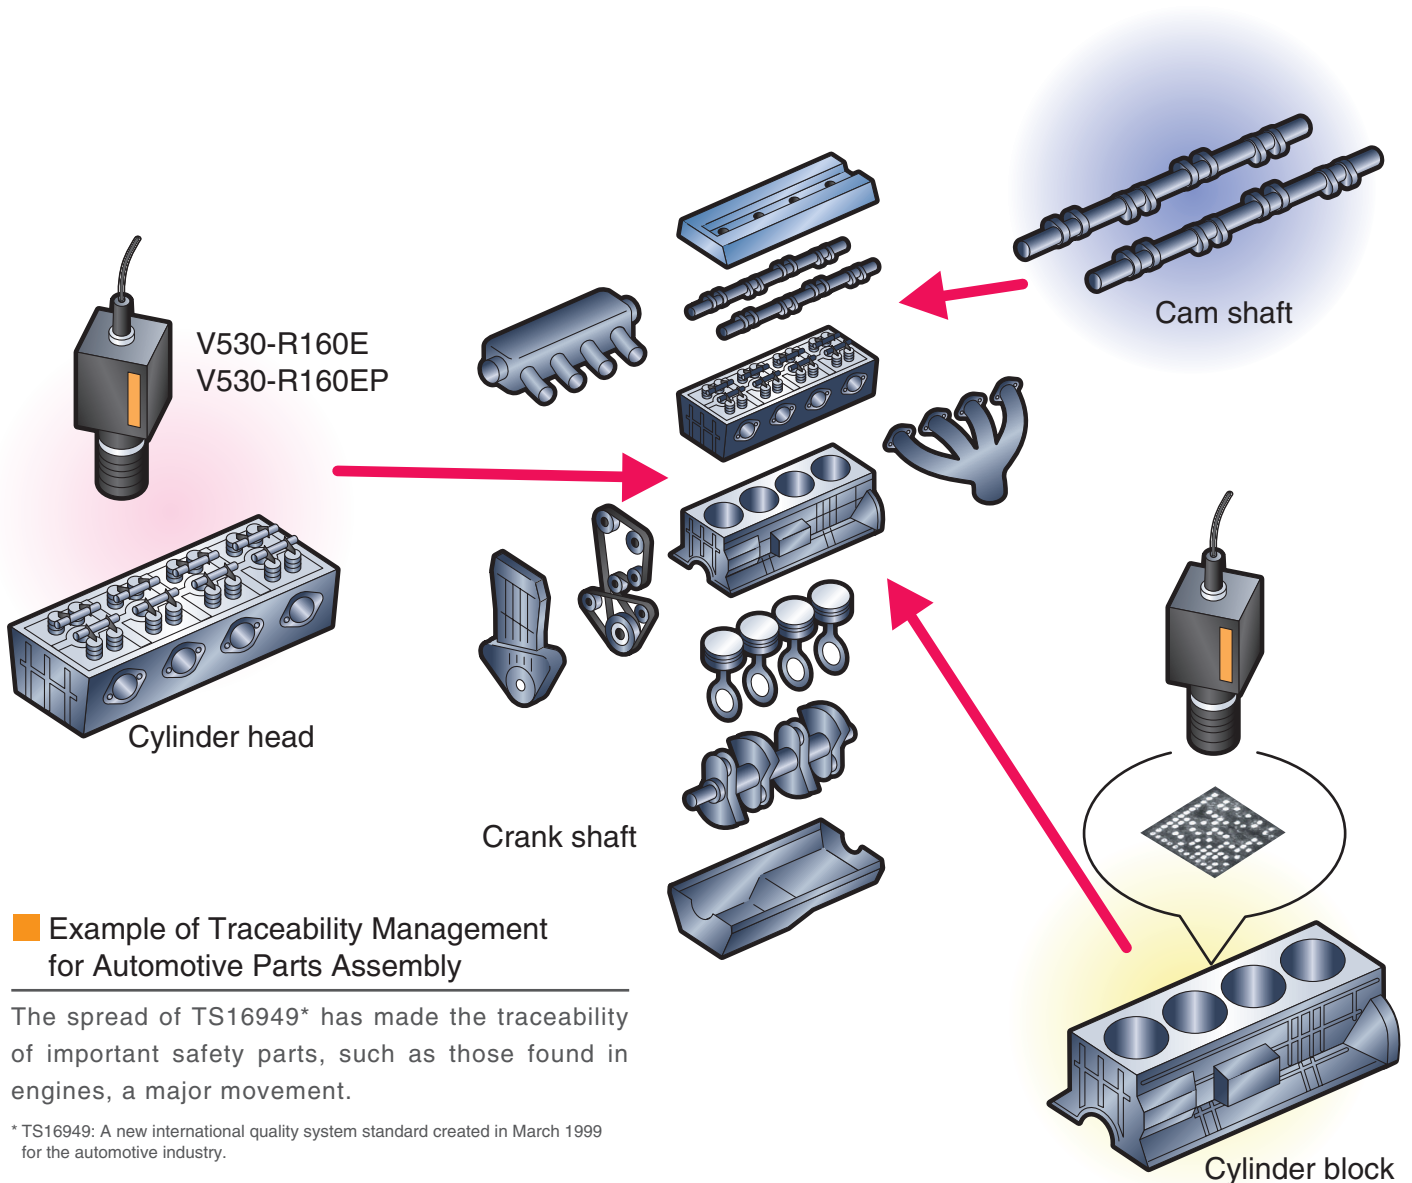 Cam shaft
V530-R160E
V530-R160EP
Cylinder head
Crank shaft
Example of Traceability Management
for Automotive Parts Assembly
The spread of TS16949* has made the traceability
of important safety parts, such as those found in
engines, a major movement.
* TS16949: A new international quality system standard created in March 1999
for the automotive industry.
Cylinder block